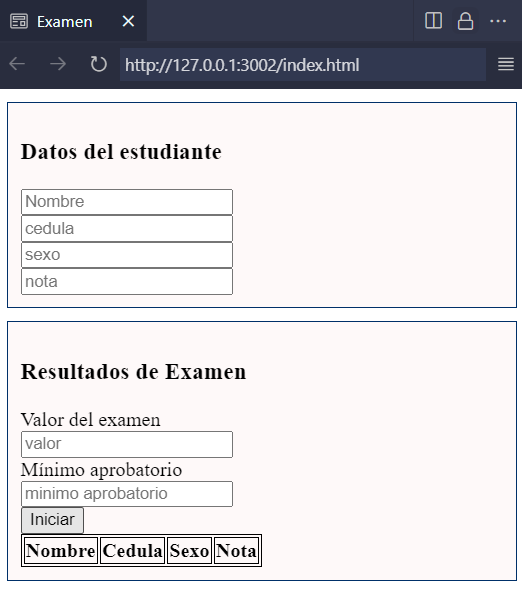 Examen
http://127.0.0.1:3002/index.html
Datos del estudiante
Nombre
cedula
sexo
nota
Resultados de Examen
Valor del examen
valor
Mínimo aprobatorio
minimo aprobatorio
Iniciar
Nombre Cedula Sexo Nota